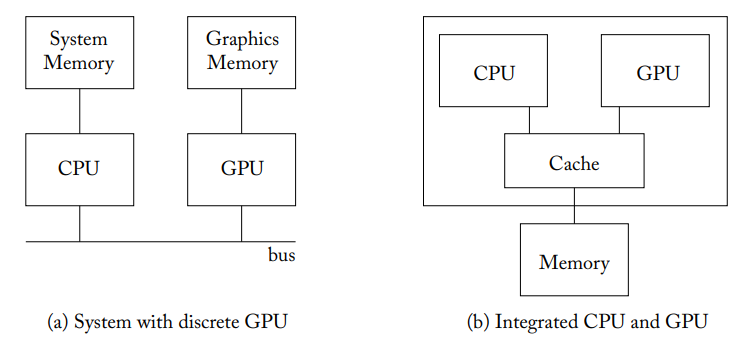 System
Memory
Graphics
Memory
CPU
GPU
bus
(a) System with discrete GPU
CPU
GPU
Cache
Memory
(b) Integrated CPU and GPU